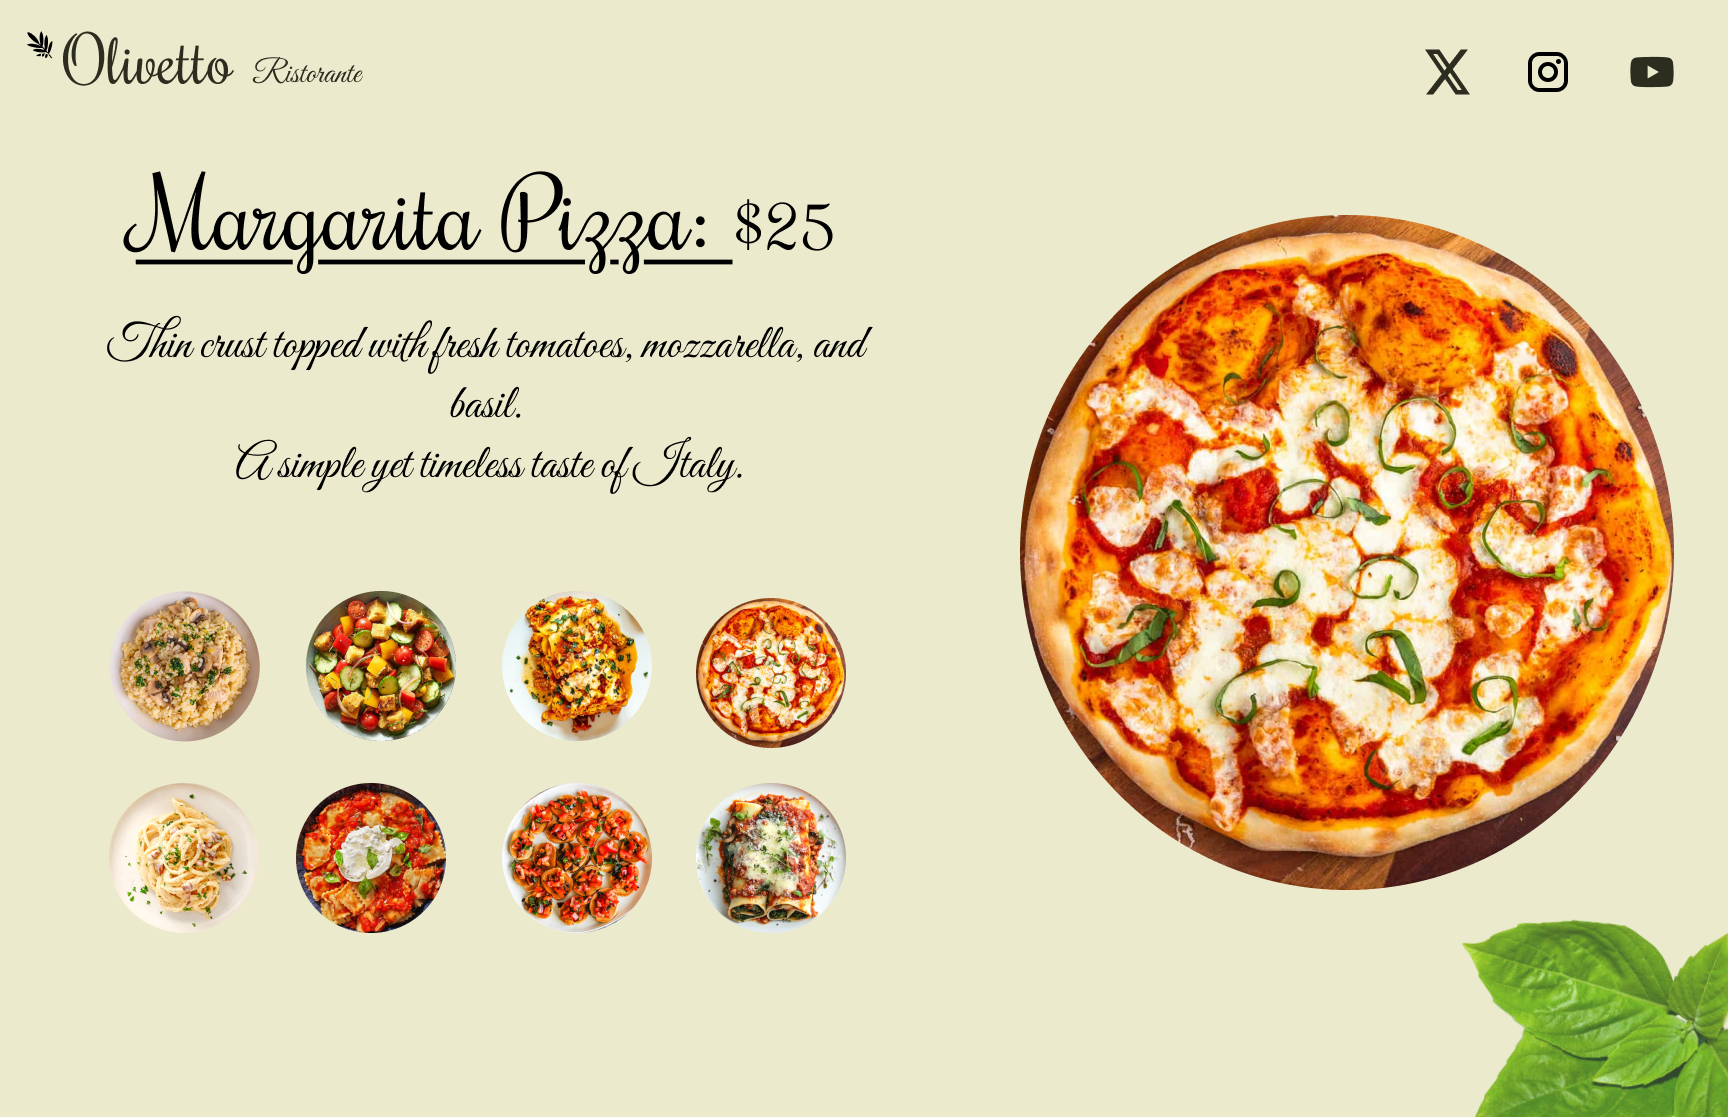 Olivetto Ristorante
Margarita Pizza: $25
Thin crust topped with fresh tomatoes, mozzarella, and
basil.
A simple yet timeless taste of Italy.